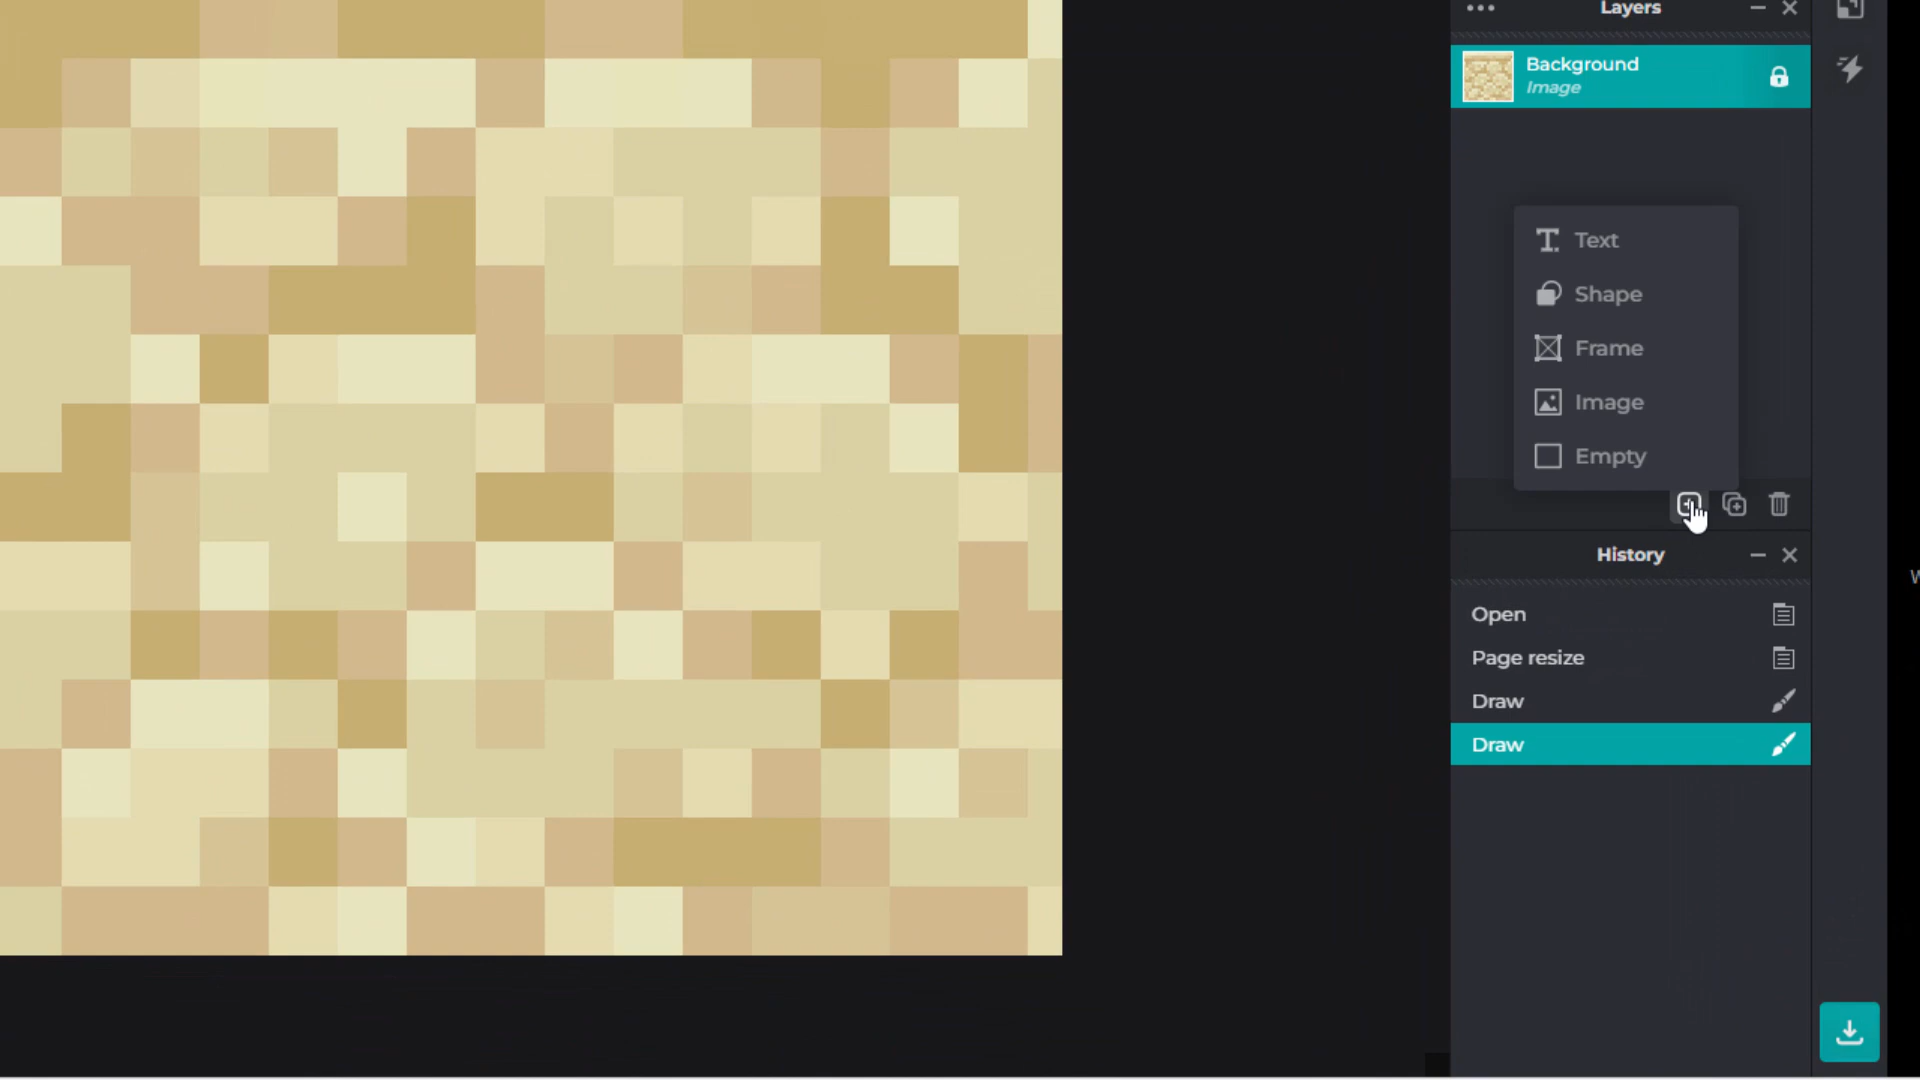 Layers
Background
Image
Text
Shape
Frame
Image
Empty
History
Open
Page resize
Draw
Draw